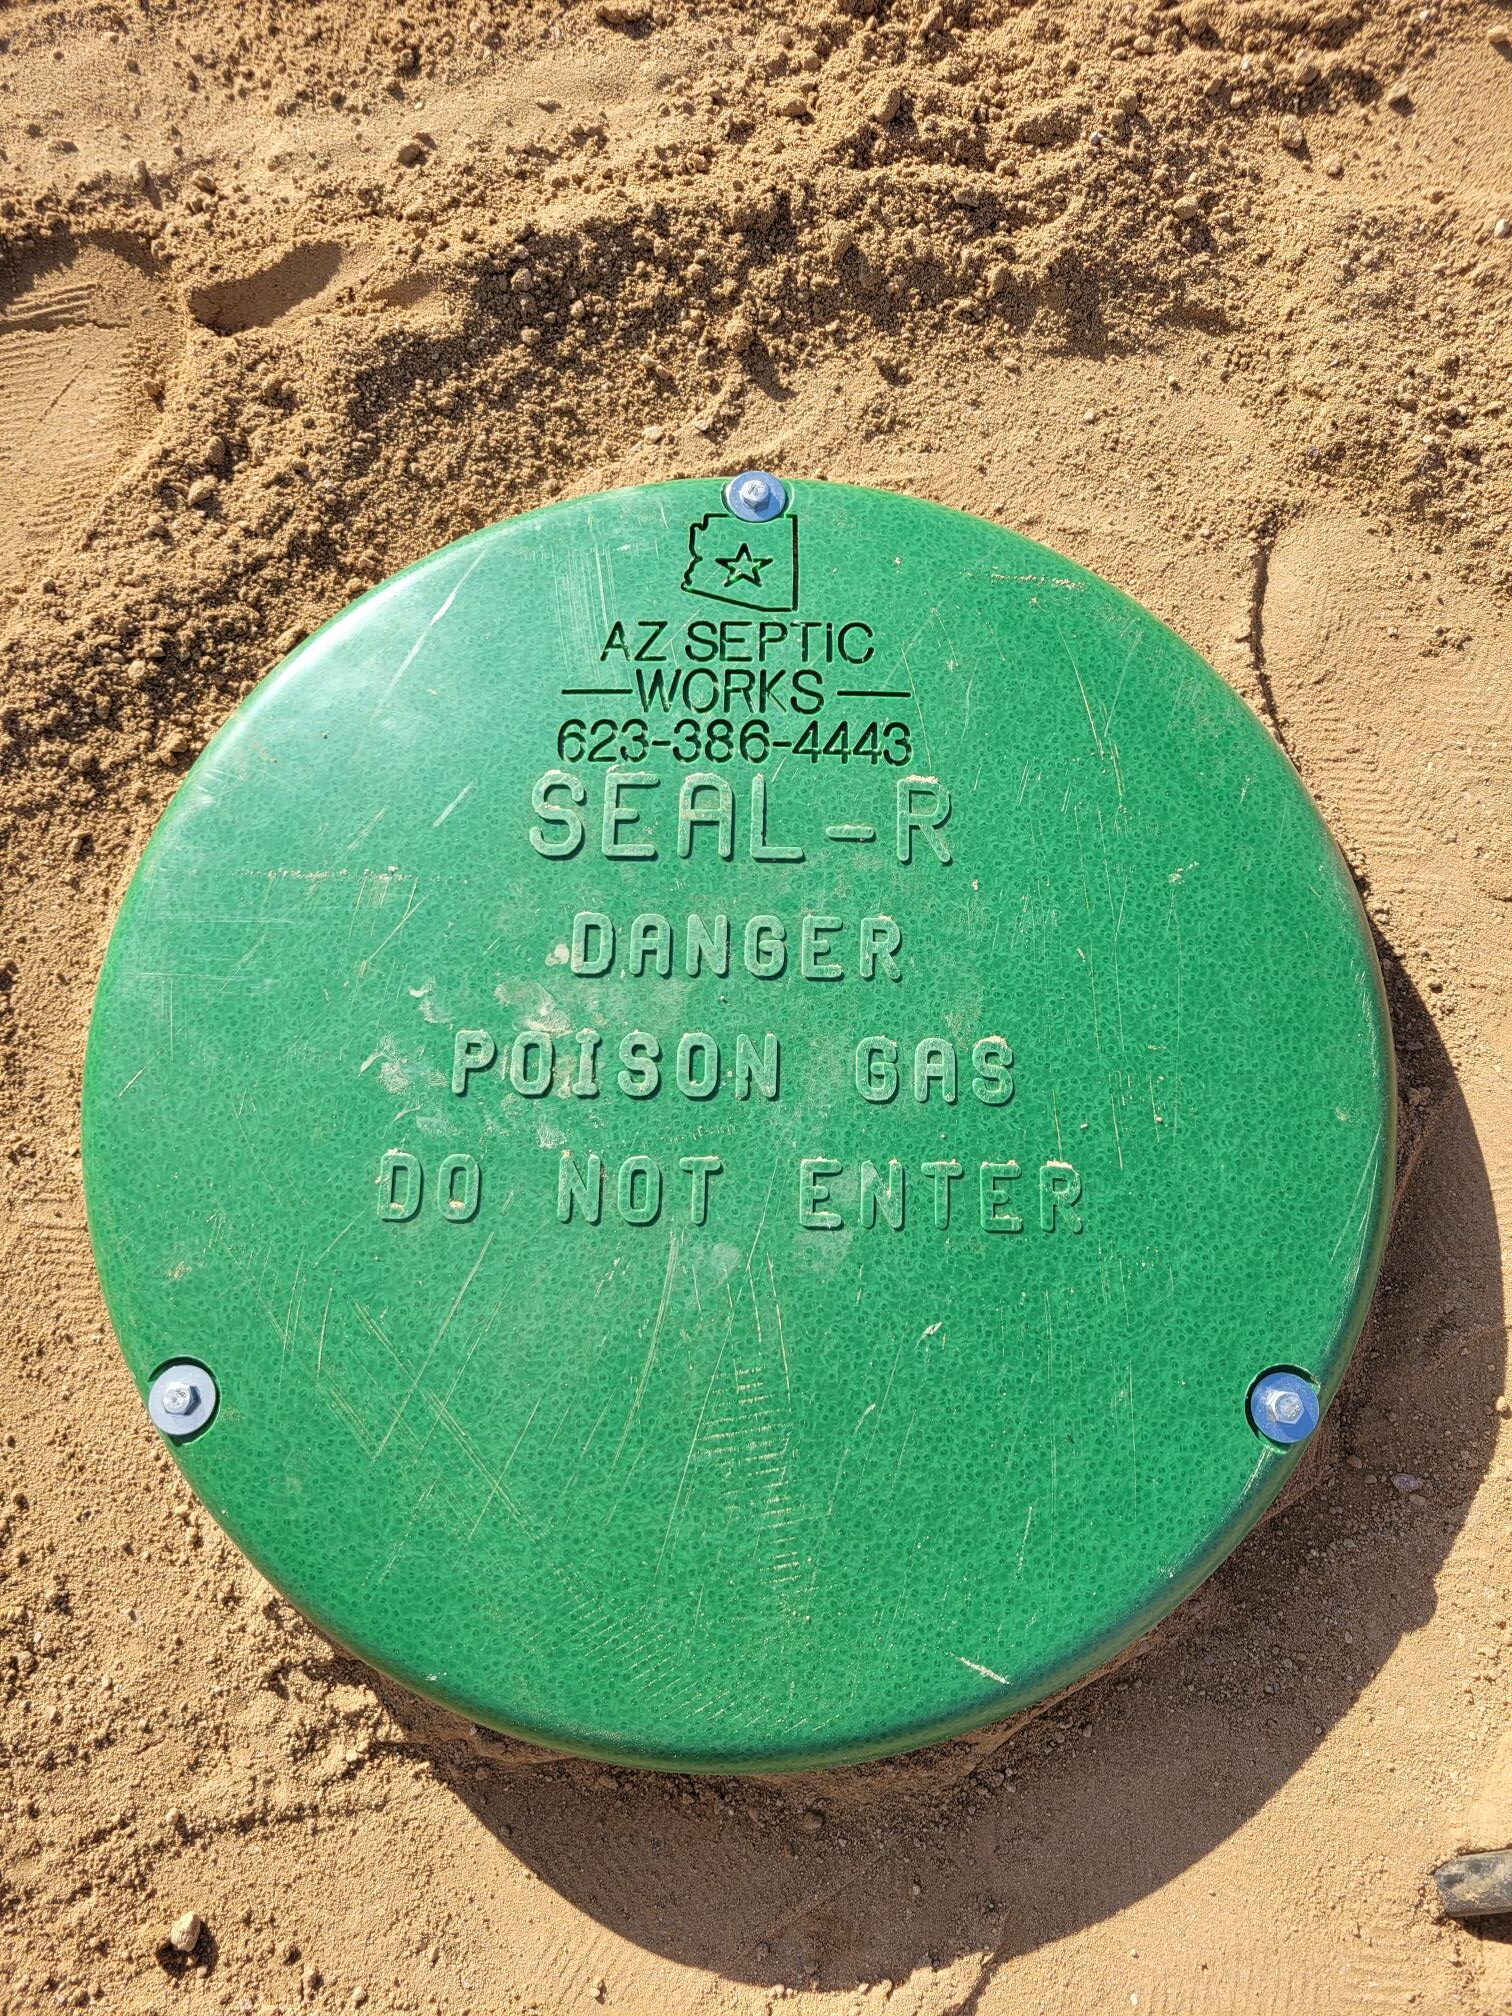 AZ SEPTIC
WORKS
623-386-4443
SEAL-R
DANGER
POISON GAS
DO NOT ENTER